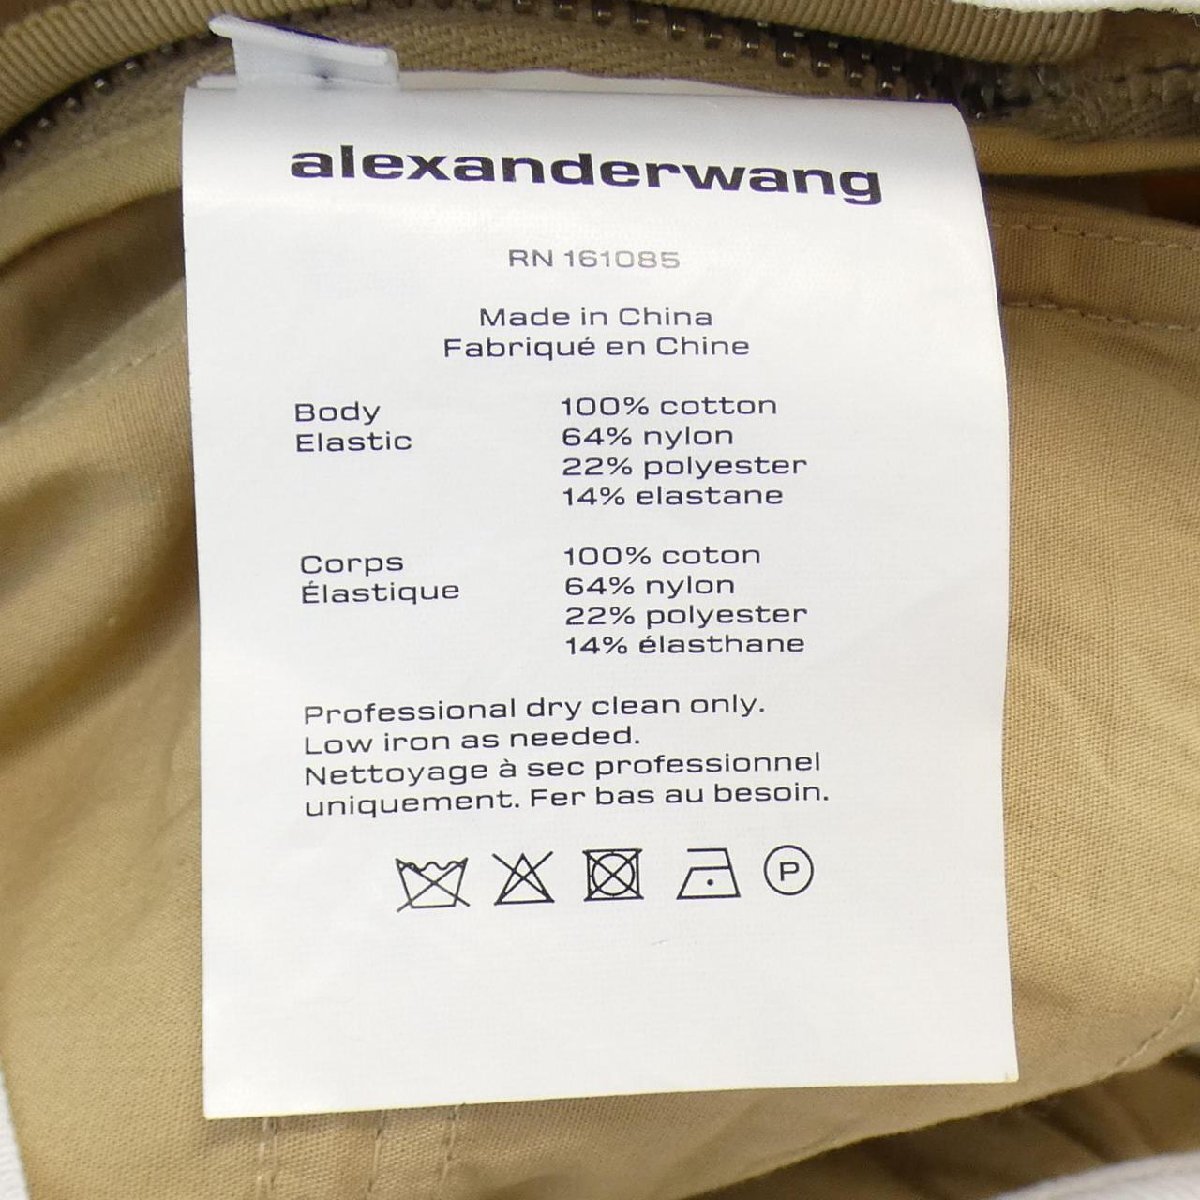 alexanderwang
RN 161085
Made in China
Fabriqué en Chine
Body 100% cotton
Elastic 64% nylon
22% polyester
14% elastane
Corps 100% coton
Élastique 64% nylon
22% polyester
14% élasthane
Professional dry clean only.
Low iron as needed.
Nettoyage à sec professionnel
uniquement. Fer bas au besoin.
P